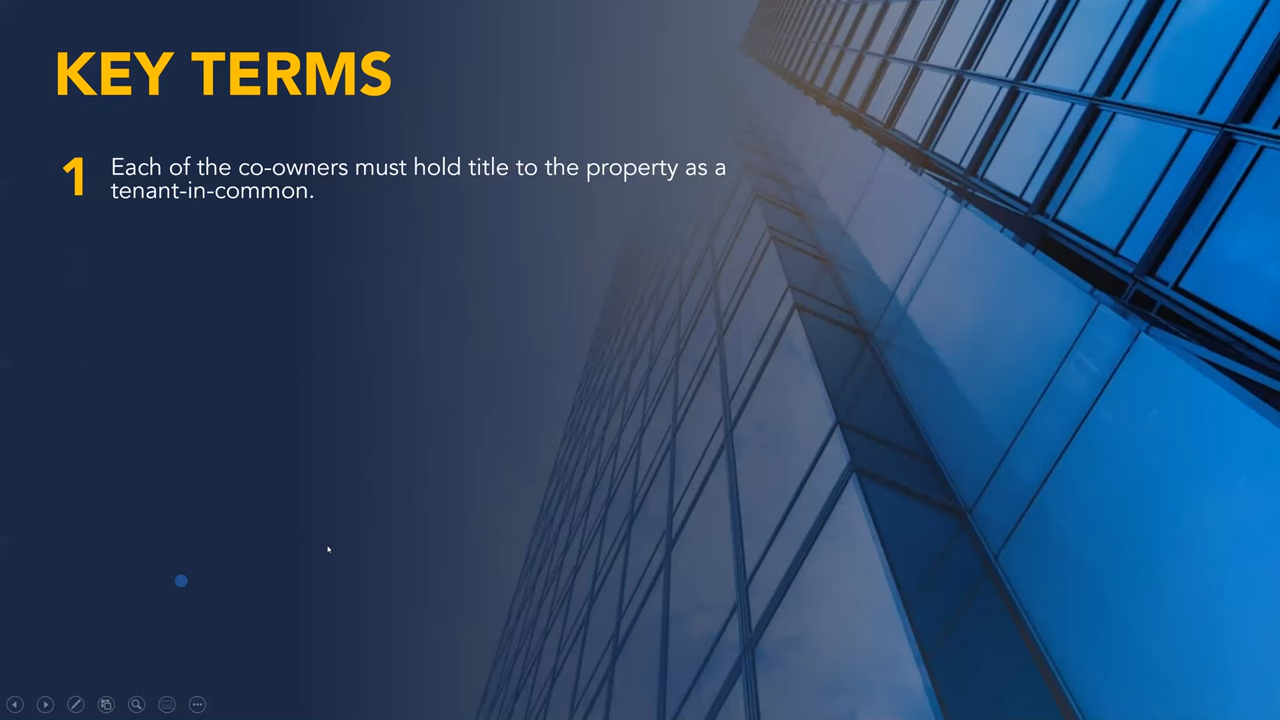 KEY TERMS
1 Each of the co-owners must hold title to the property as a
tenant-in-common.